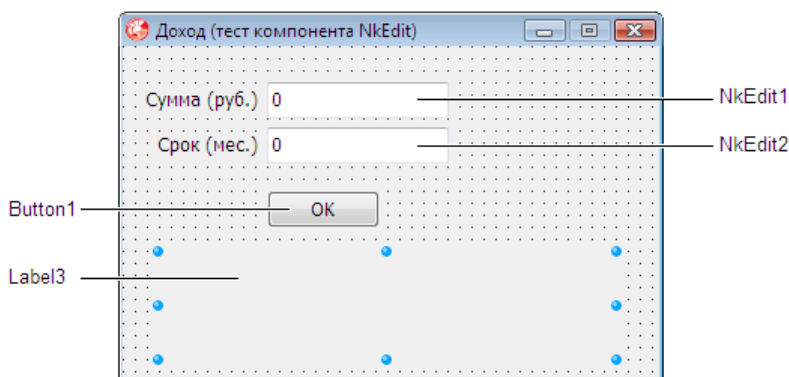 Доход (тест компонента NkEdit)
Сумма (руб.) 0 NkEdit1
Срок (мес.) 0 NkEdit2
Button1 OK
Label3